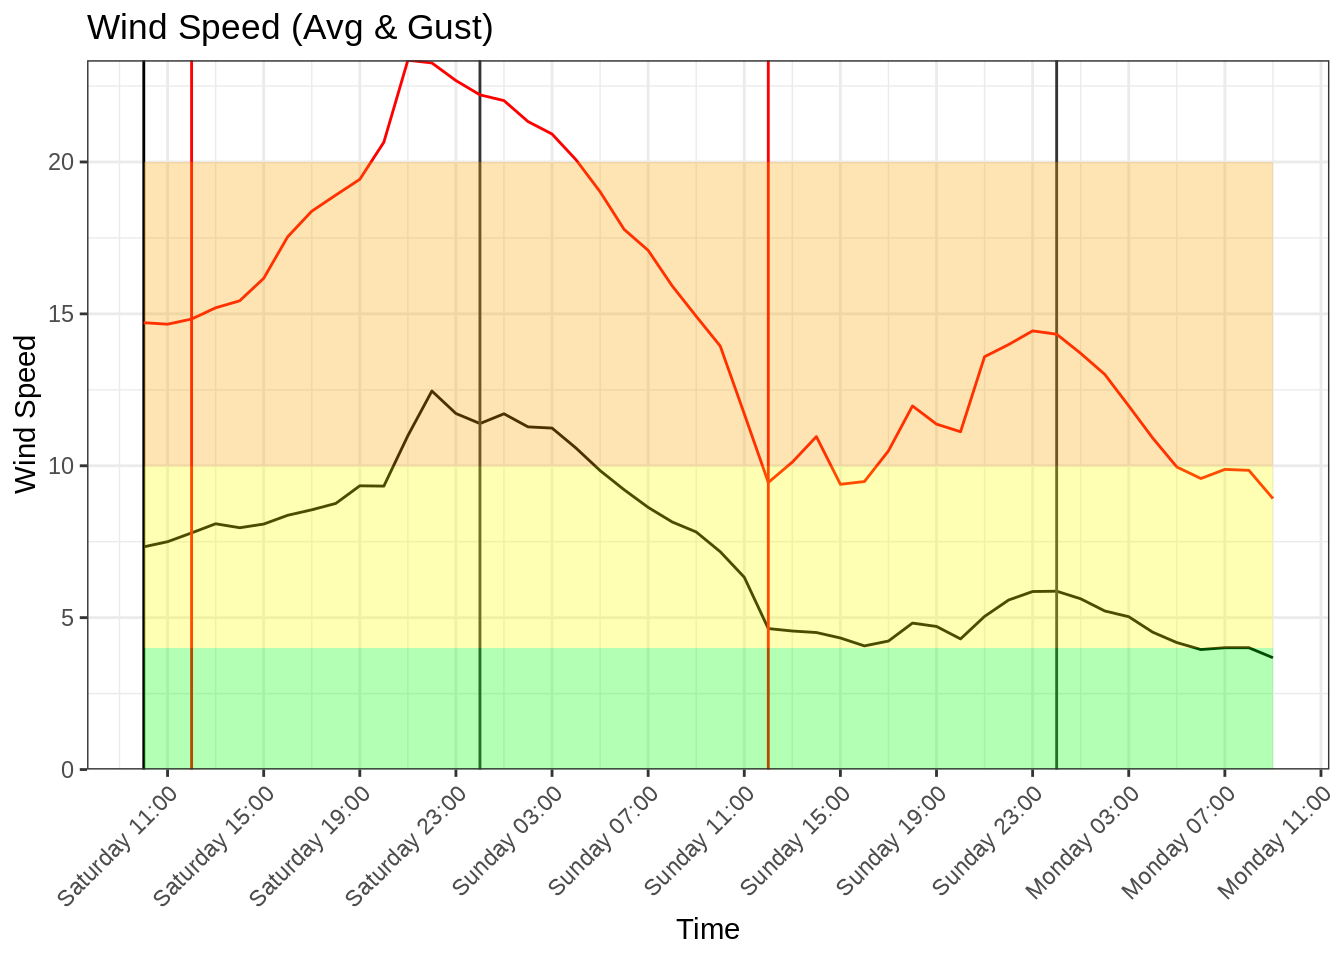 Wind Speed (Avg & Gust)
Wind Speed
20
15
10
5
0
Saturday 11:00
Saturday 15:00
Saturday 19:00
Saturday 23:00
Sunday 03:00
Sunday 07:00
Sunday 11:00
Sunday 15:00
Sunday 19:00
Sunday 23:00
Monday 03:00
Monday 07:00
Monday 11:00
Time